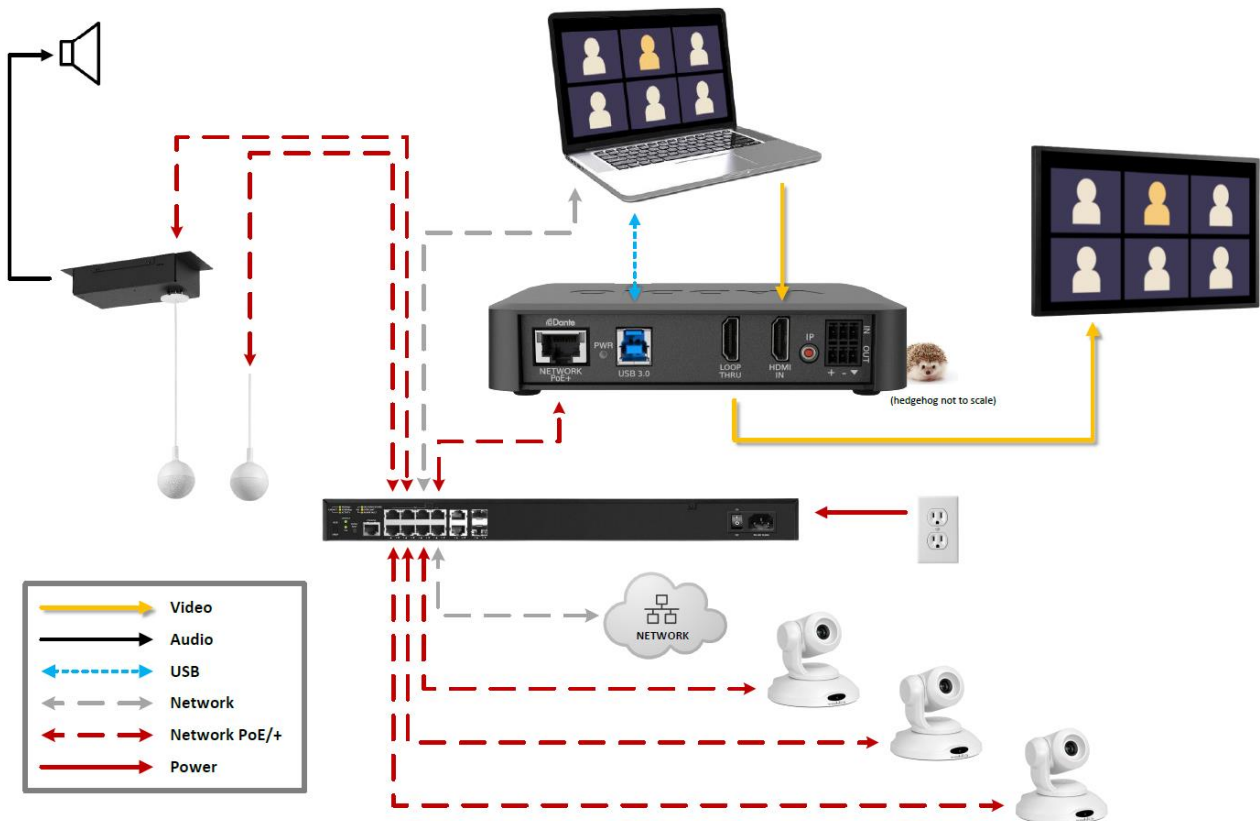 Dante
PWR
NETWORK
PoE+
USB 3.0
LOOP
THRU
HDMI
IN
IP
IN
OUT
+ - ▼
(hedgehog not to scale)
NETWORK
Video
Audio
USB
Network
Network PoE/+
Power